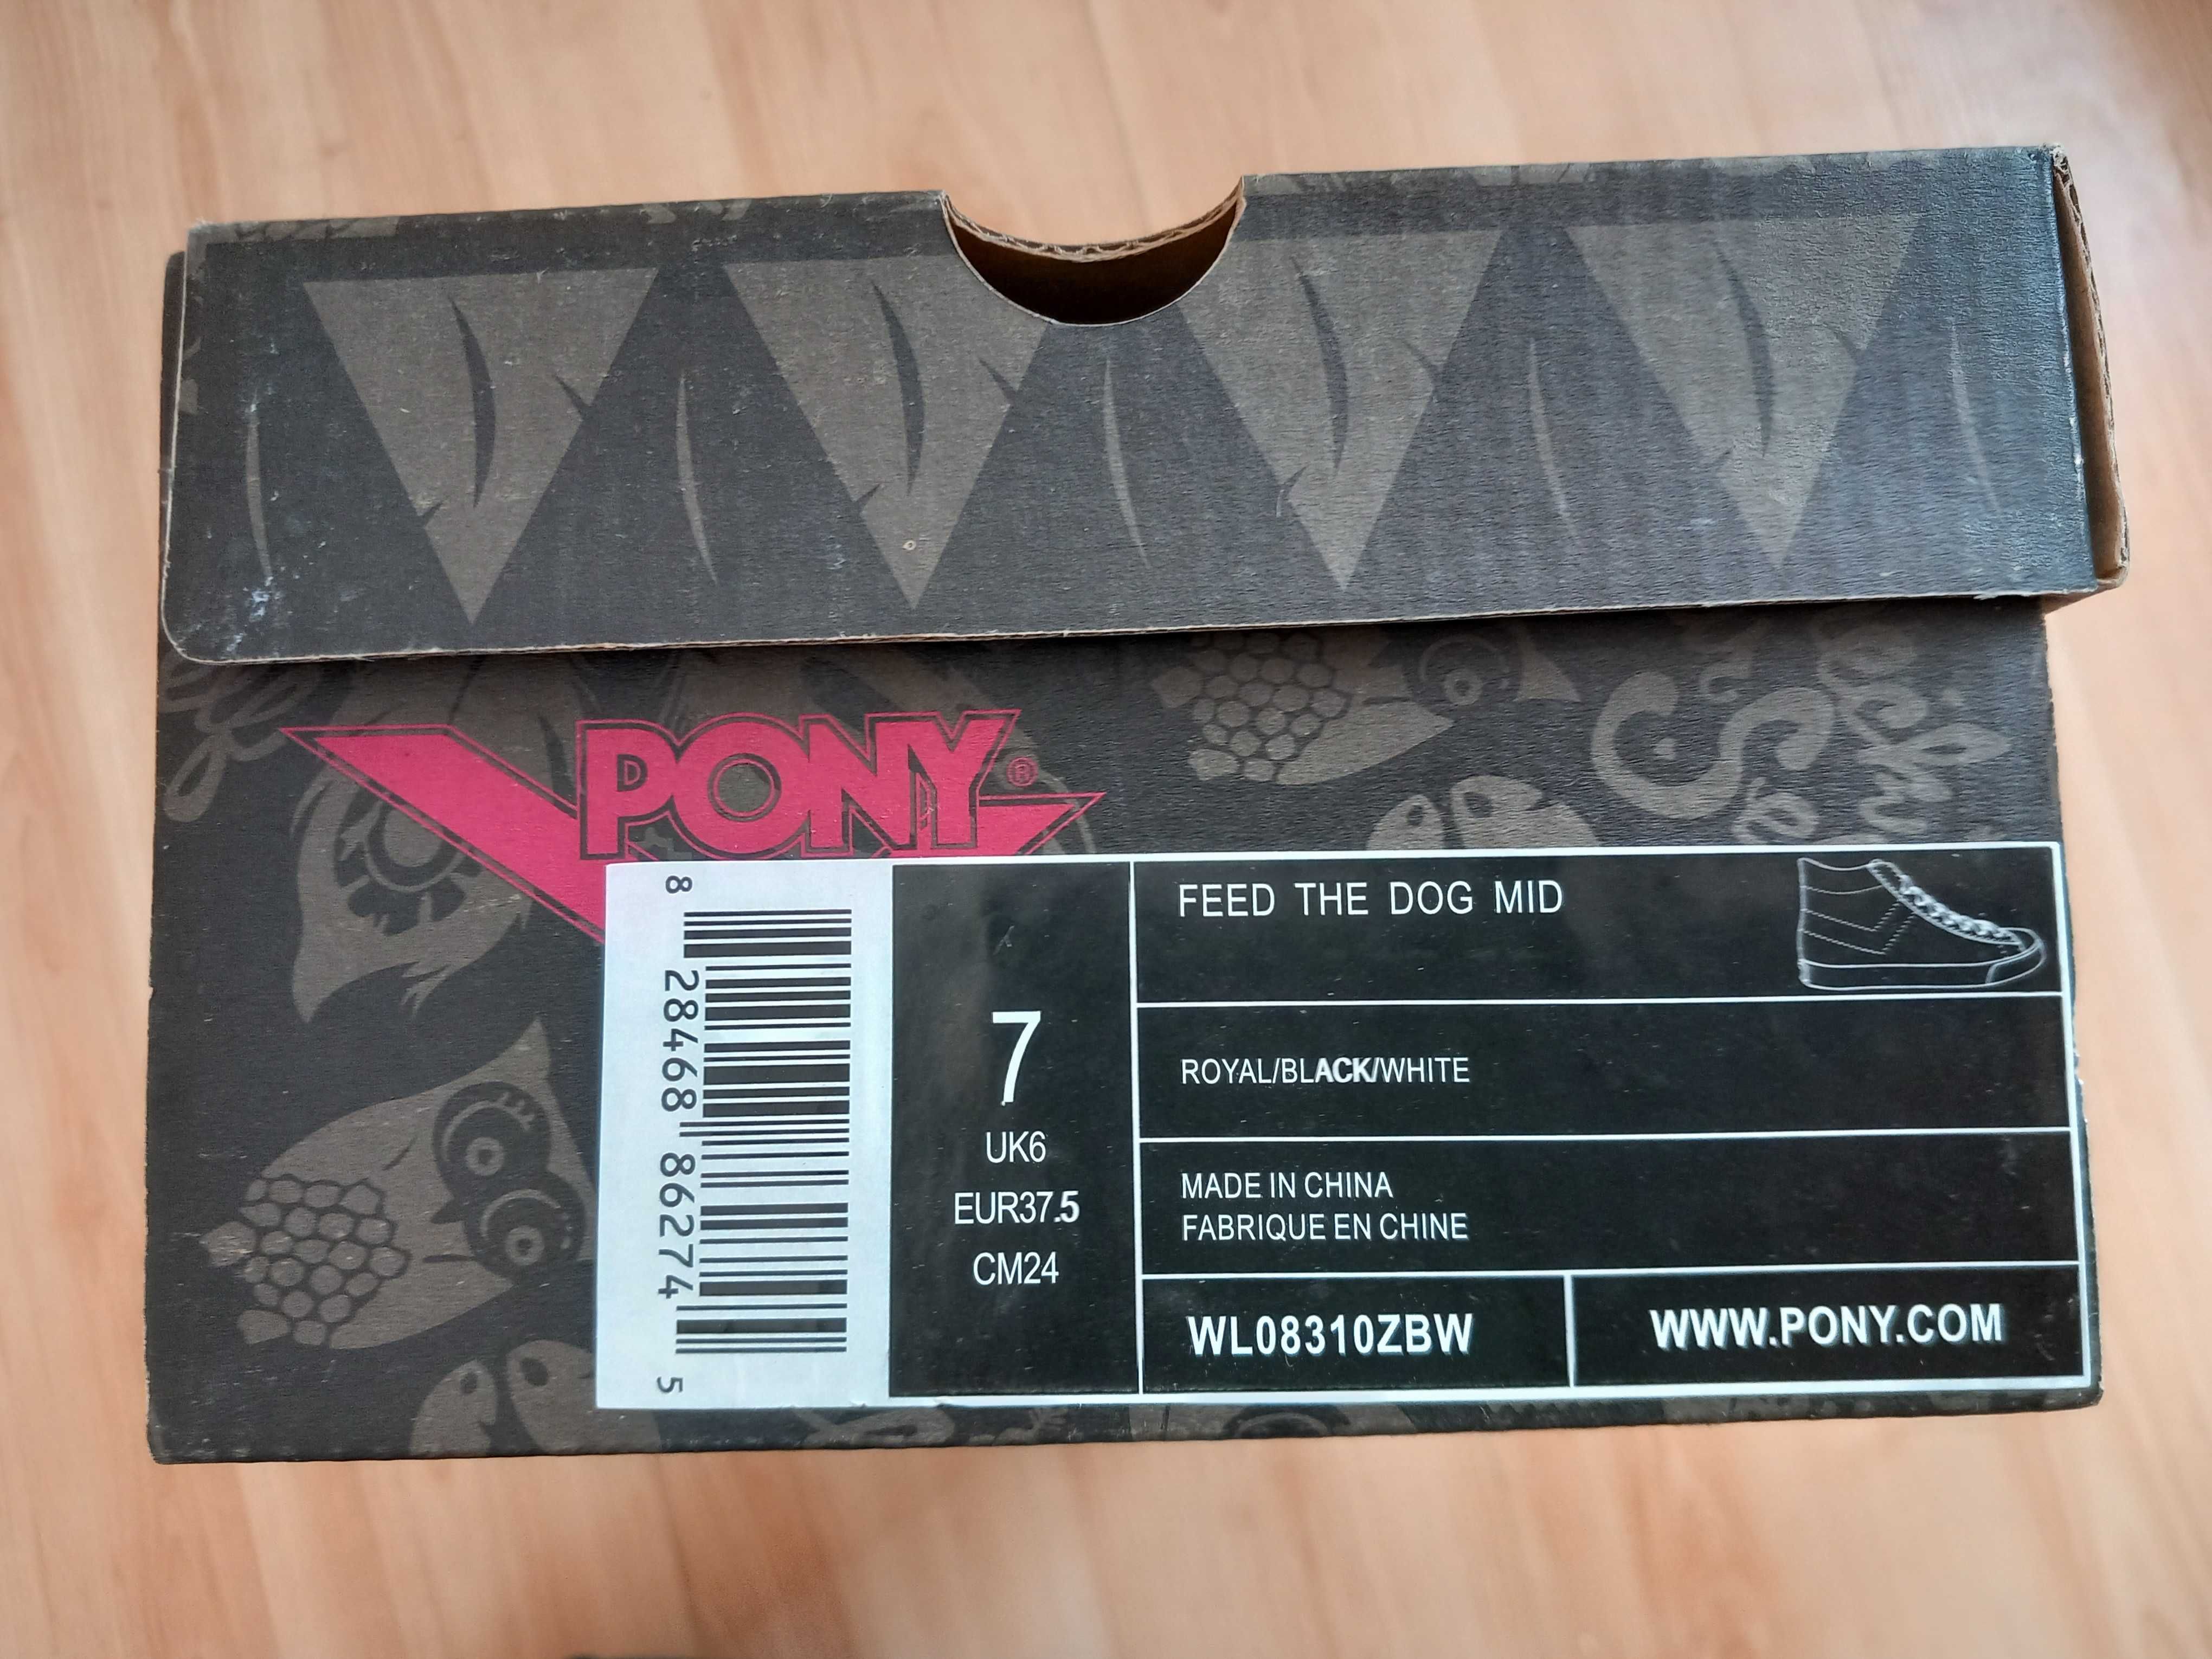 PONY®
8 28468 86274 5
7
UK6
EUR37.5
CM24
FEED THE DOG MID
ROYAL/BLACK/WHITE
MADE IN CHINA
FABRIQUE EN CHINE
WL08310ZBW
WWW.PONY.COM